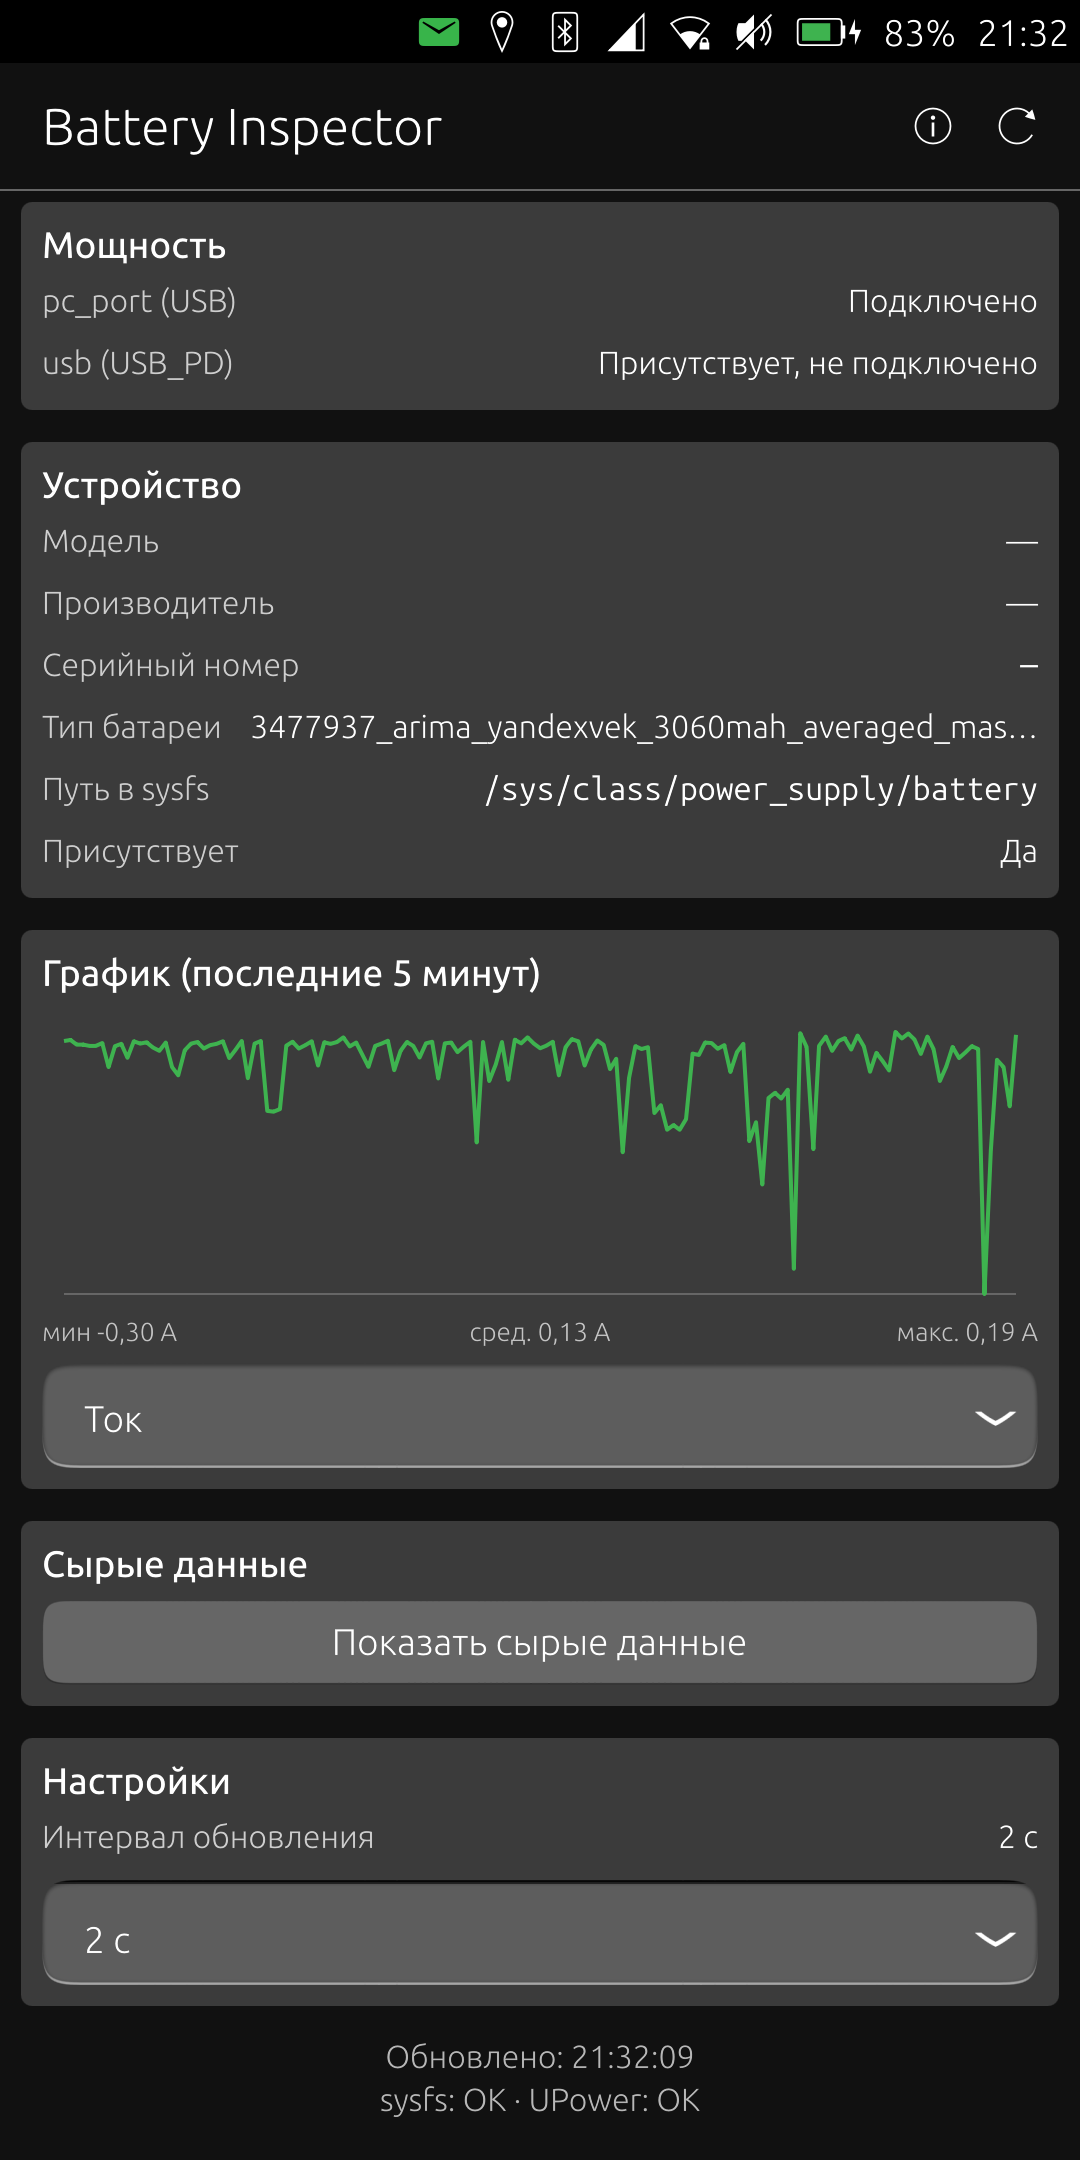 83% 21:32
Battery Inspector
Мощность
pc_port (USB) Подключено
usb (USB_PD) Присутствует, не подключено
Устройство
Модель —
Производитель —
Серийный номер –
Тип батареи 3477937_arima_yandexvek_3060mah_averaged_mas…
Путь в sysfs /sys/class/power_supply/battery
Присутствует Да
График (последние 5 минут)
мин -0,30 A сред. 0,13 A макс. 0,19 A
Ток
Сырые данные
Показать сырые данные
Настройки
Интервал обновления 2 с
2 с
Обновлено: 21:32:09
sysfs: OK · UPower: OK